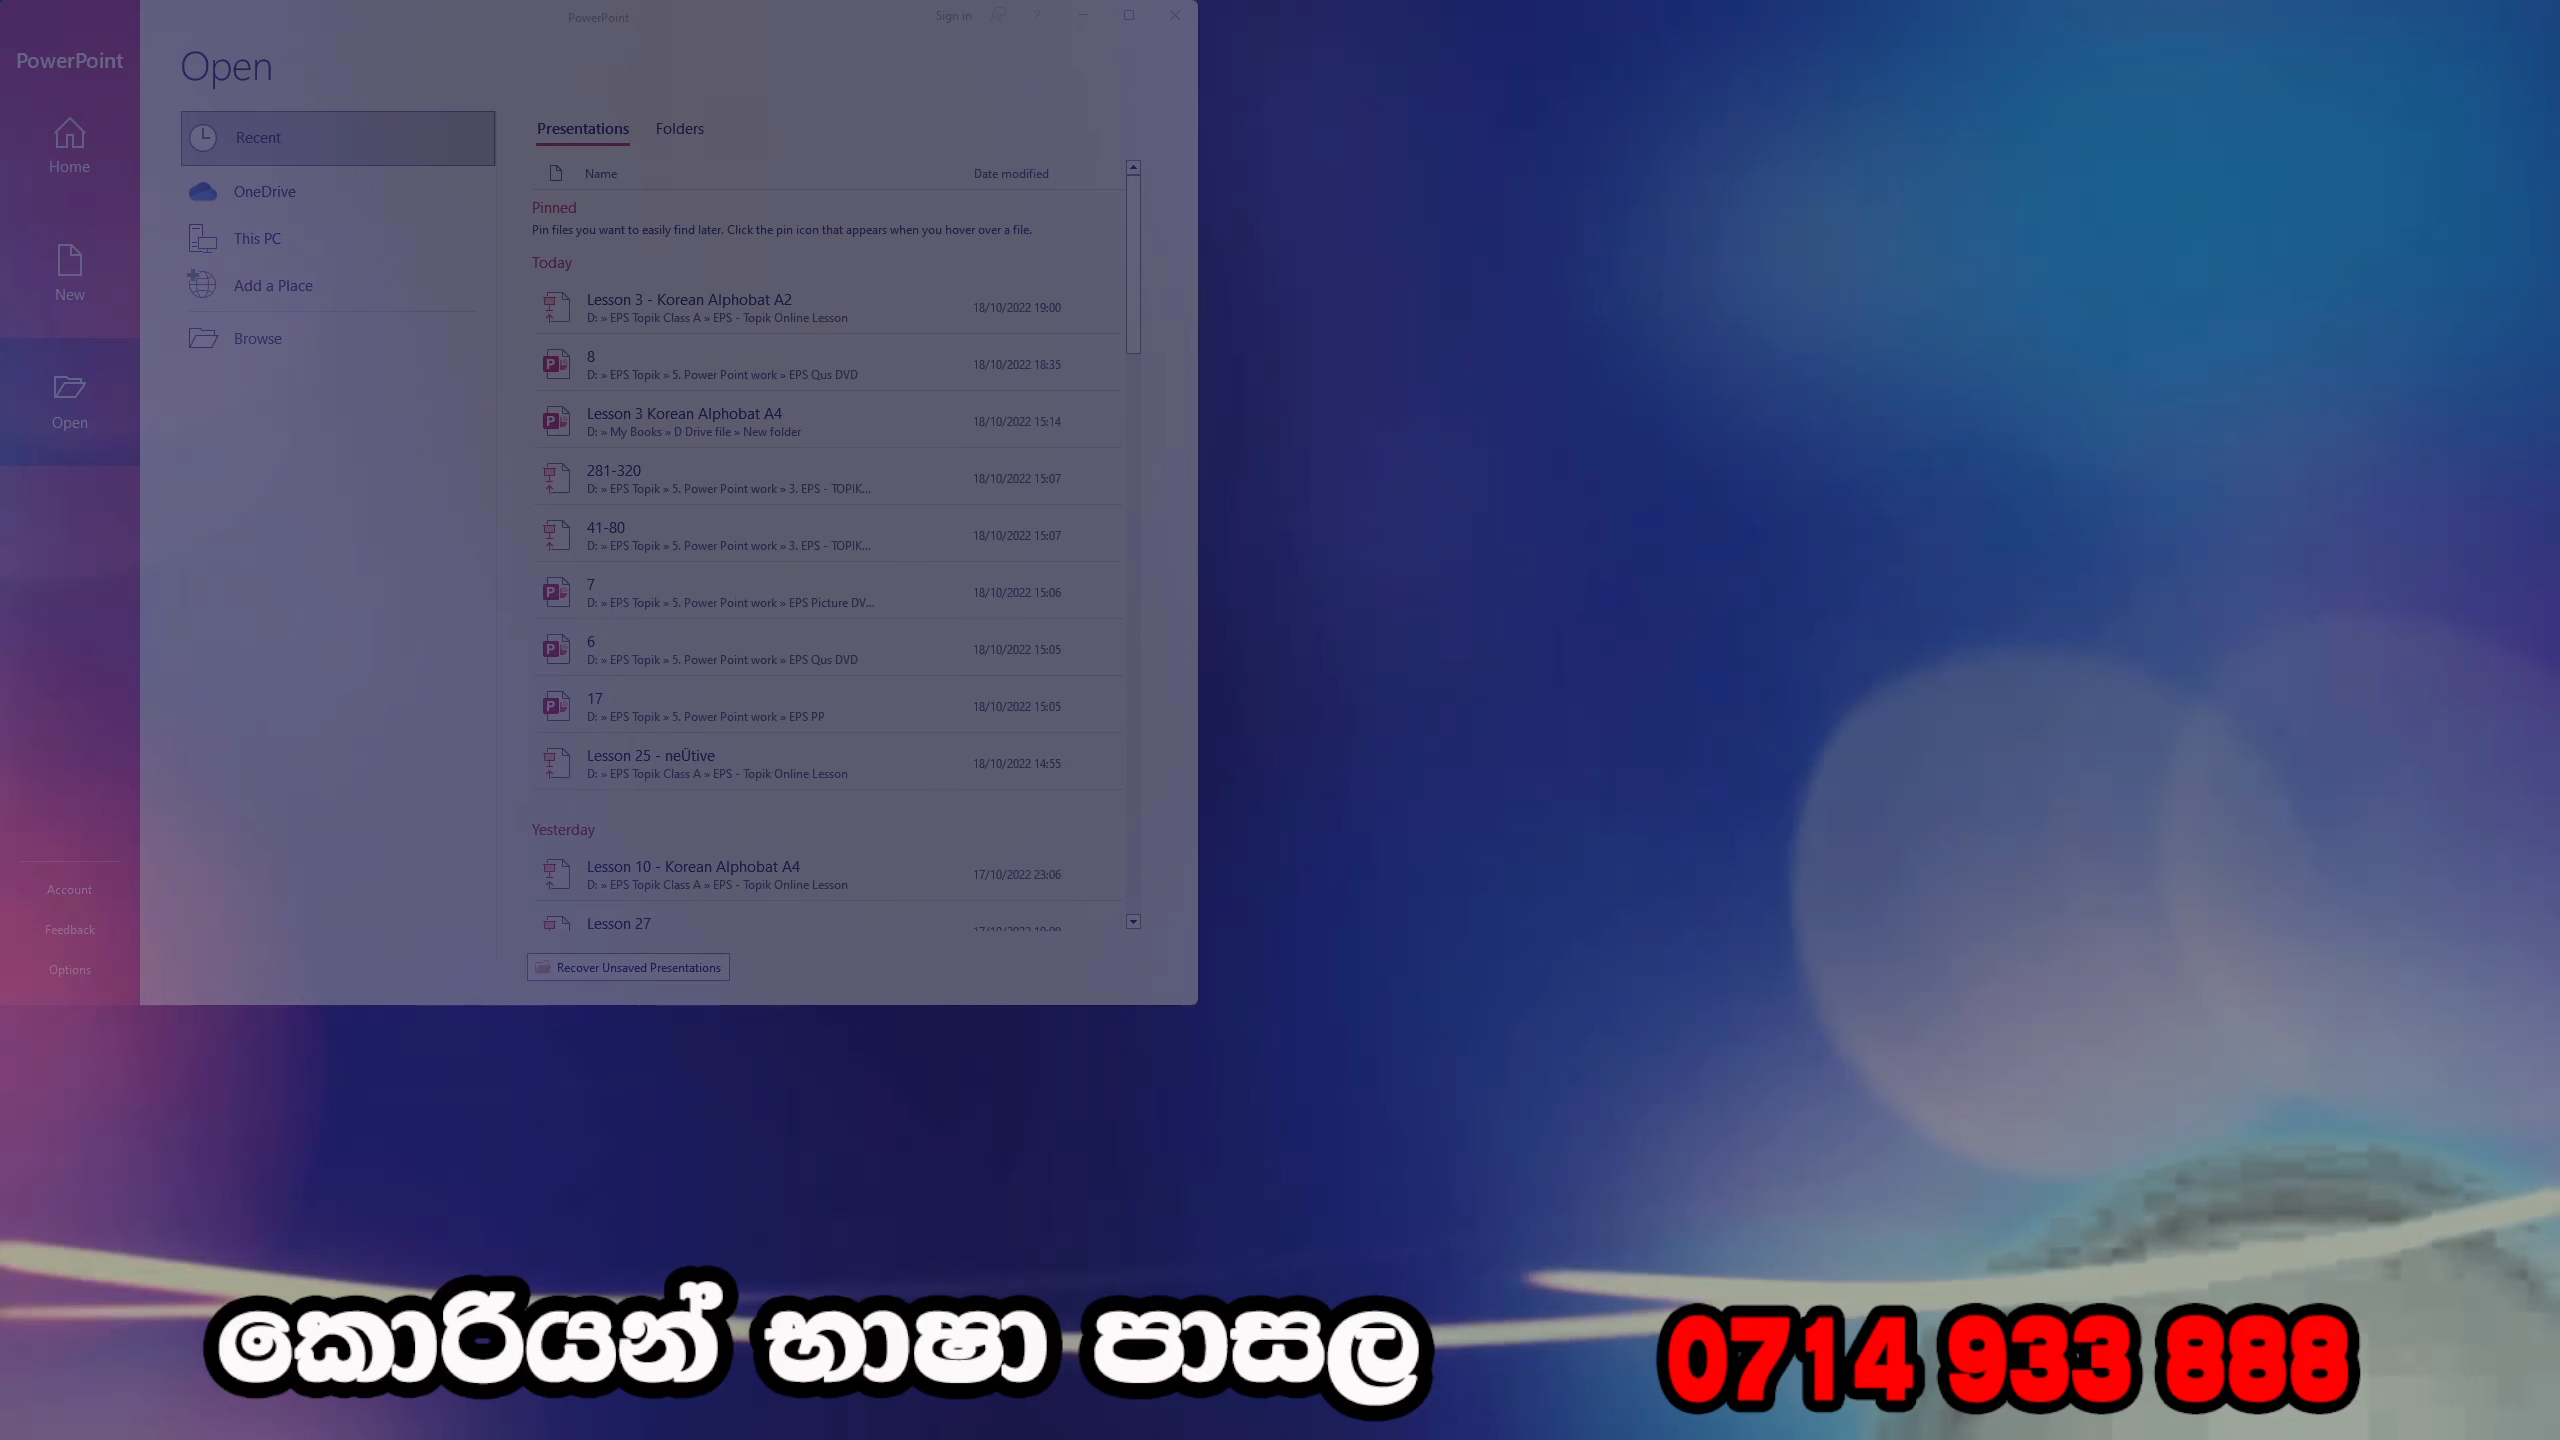 PowerPoint
Sign in
?
PowerPoint
Home
New
Open
Account
Feedback
Options
Open
Recent
OneDrive
This PC
Add a Place
Browse
Presentations Folders
Name Date modified
Pinned
Pin files you want to easily find later. Click the pin icon that appears when you hover over a file.
Today
Lesson 3 - Korean Alphobat A2 18/10/2022 19:00
D: » EPS Topik Class A » EPS - Topik Online Lesson
8 18/10/2022 18:35
D: » EPS Topik » 5. Power Point work » EPS Qus DVD
Lesson 3 Korean Alphobat A4 18/10/2022 15:14
D: » My Books » D Drive file » New folder
281-320 18/10/2022 15:07
D: » EPS Topik » 5. Power Point work » 3. EPS - TOPIK...
41-80 18/10/2022 15:07
D: » EPS Topik » 5. Power Point work » 3. EPS - TOPIK...
7 18/10/2022 15:06
D: » EPS Topik » 5. Power Point work » EPS Picture DV...
6 18/10/2022 15:05
D: » EPS Topik » 5. Power Point work » EPS Qus DVD
17 18/10/2022 15:05
D: » EPS Topik » 5. Power Point work » EPS PP
Lesson 25 - neÜtive 18/10/2022 14:55
D: » EPS Topik Class A » EPS - Topik Online Lesson
Yesterday
Lesson 10 - Korean Alphobat A4 17/10/2022 23:06
D: » EPS Topik Class A » EPS - Topik Online Lesson
Lesson 27
Recover Unsaved Presentations
කොරියන් භාෂා පාසල 0714 933 888